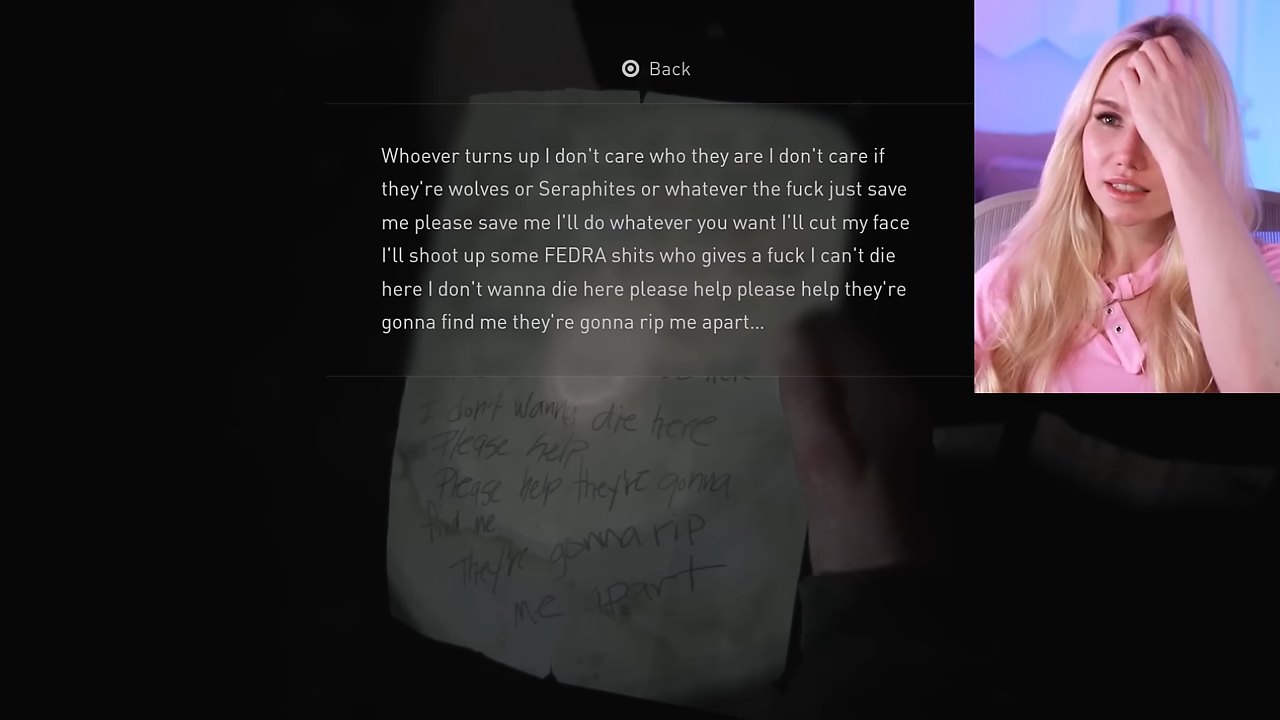 Back
Whoever turns up I don't care who they are I don't care if
they're wolves or Seraphites or whatever the fuck just save
me please save me I'll do whatever you want I'll cut my face
I'll shoot up some FEDRA shits who gives a fuck I can't die
here I don't wanna die here please help please help they're
gonna find me they're gonna rip me apart...
I don't wanna die here
Please help
Please help they're gonna
find me
They're gonna rip
me apart